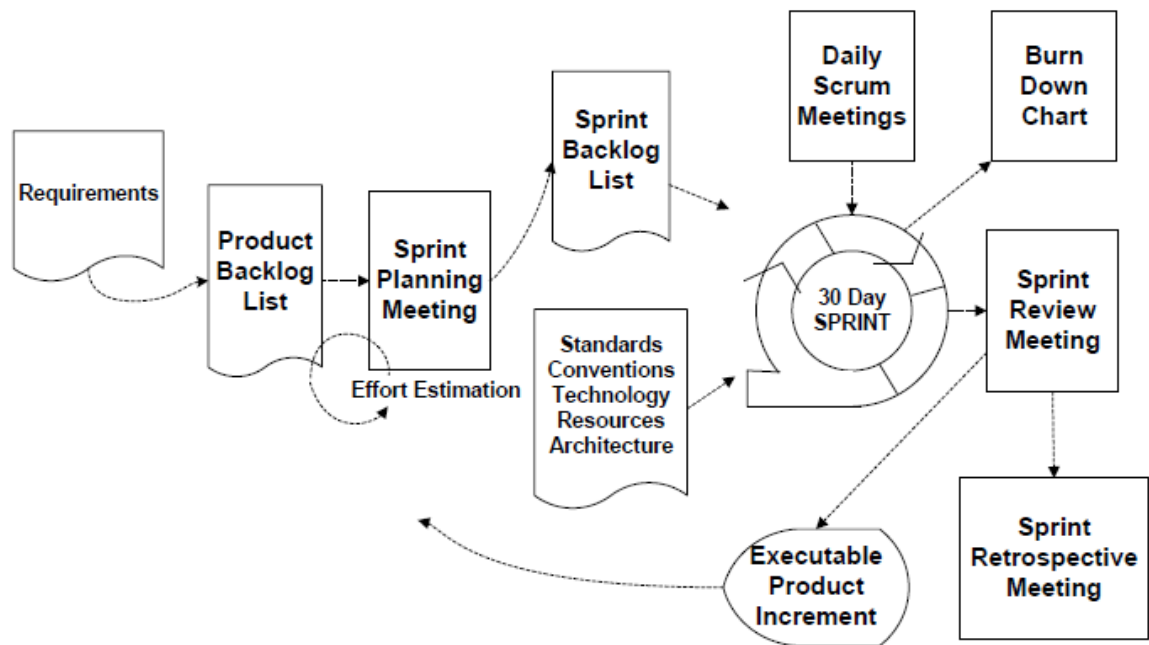 Requirements
Product
Backlog
List
Sprint
Planning
Meeting
Effort Estimation
Sprint
Backlog
List
Standards
Conventions
Technology
Resources
Architecture
Daily
Scrum
Meetings
Burn
Down
Chart
30 Day
SPRINT
Sprint
Review
Meeting
Executable
Product
Increment
Sprint
Retrospective
Meeting